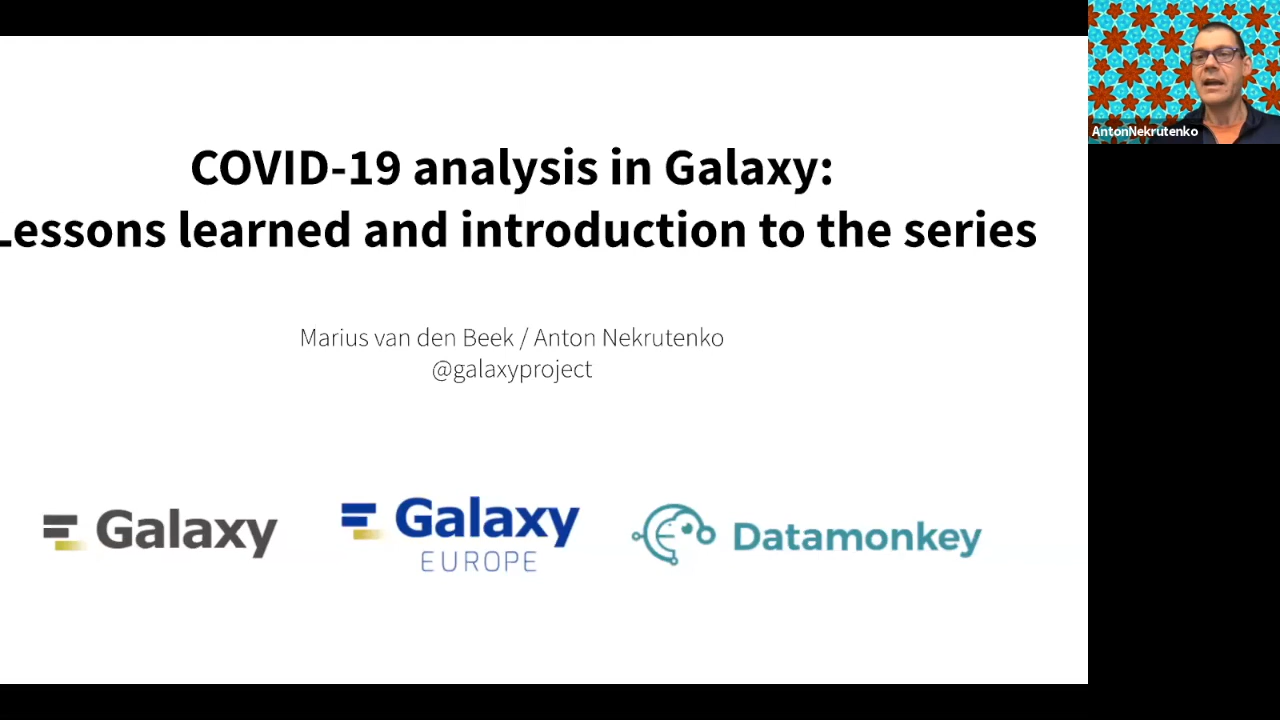 COVID-19 analysis in Galaxy:
Lessons learned and introduction to the series
Marius van den Beek / Anton Nekrutenko
@galaxyproject
Galaxy
Galaxy
EUROPE
Datamonkey
AntonNekrutenko